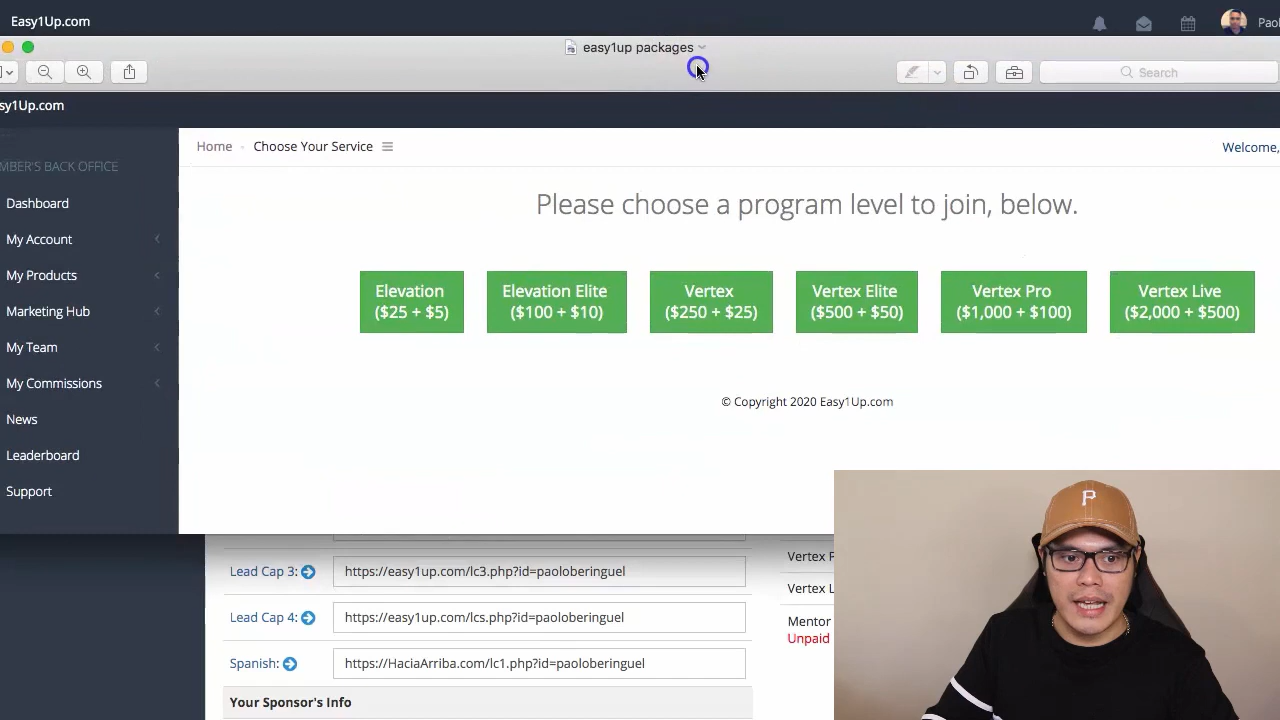 Easy1Up.com
Paol
easy1up packages
Search
sy1Up.com
MBER'S BACK OFFICE
Home
Choose Your Service
Welcome,
Dashboard
My Account
My Products
Marketing Hub
My Team
My Commissions
News
Leaderboard
Support
Please choose a program level to join, below.
Elevation
($25 + $5)
Elevation Elite
($100 + $10)
Vertex
($250 + $25)
Vertex Elite
($500 + $50)
Vertex Pro
($1,000 + $100)
Vertex Live
($2,000 + $500)
© Copyright 2020 Easy1Up.com
Lead Cap 3:
https://easy1up.com/lc3.php?id=paoloberinguel
Lead Cap 4:
https://easy1up.com/lcs.php?id=paoloberinguel
Spanish:
https://HaciaArriba.com/lc1.php?id=paoloberinguel
Your Sponsor's Info
Vertex P
Vertex L
Mentor
Unpaid
P